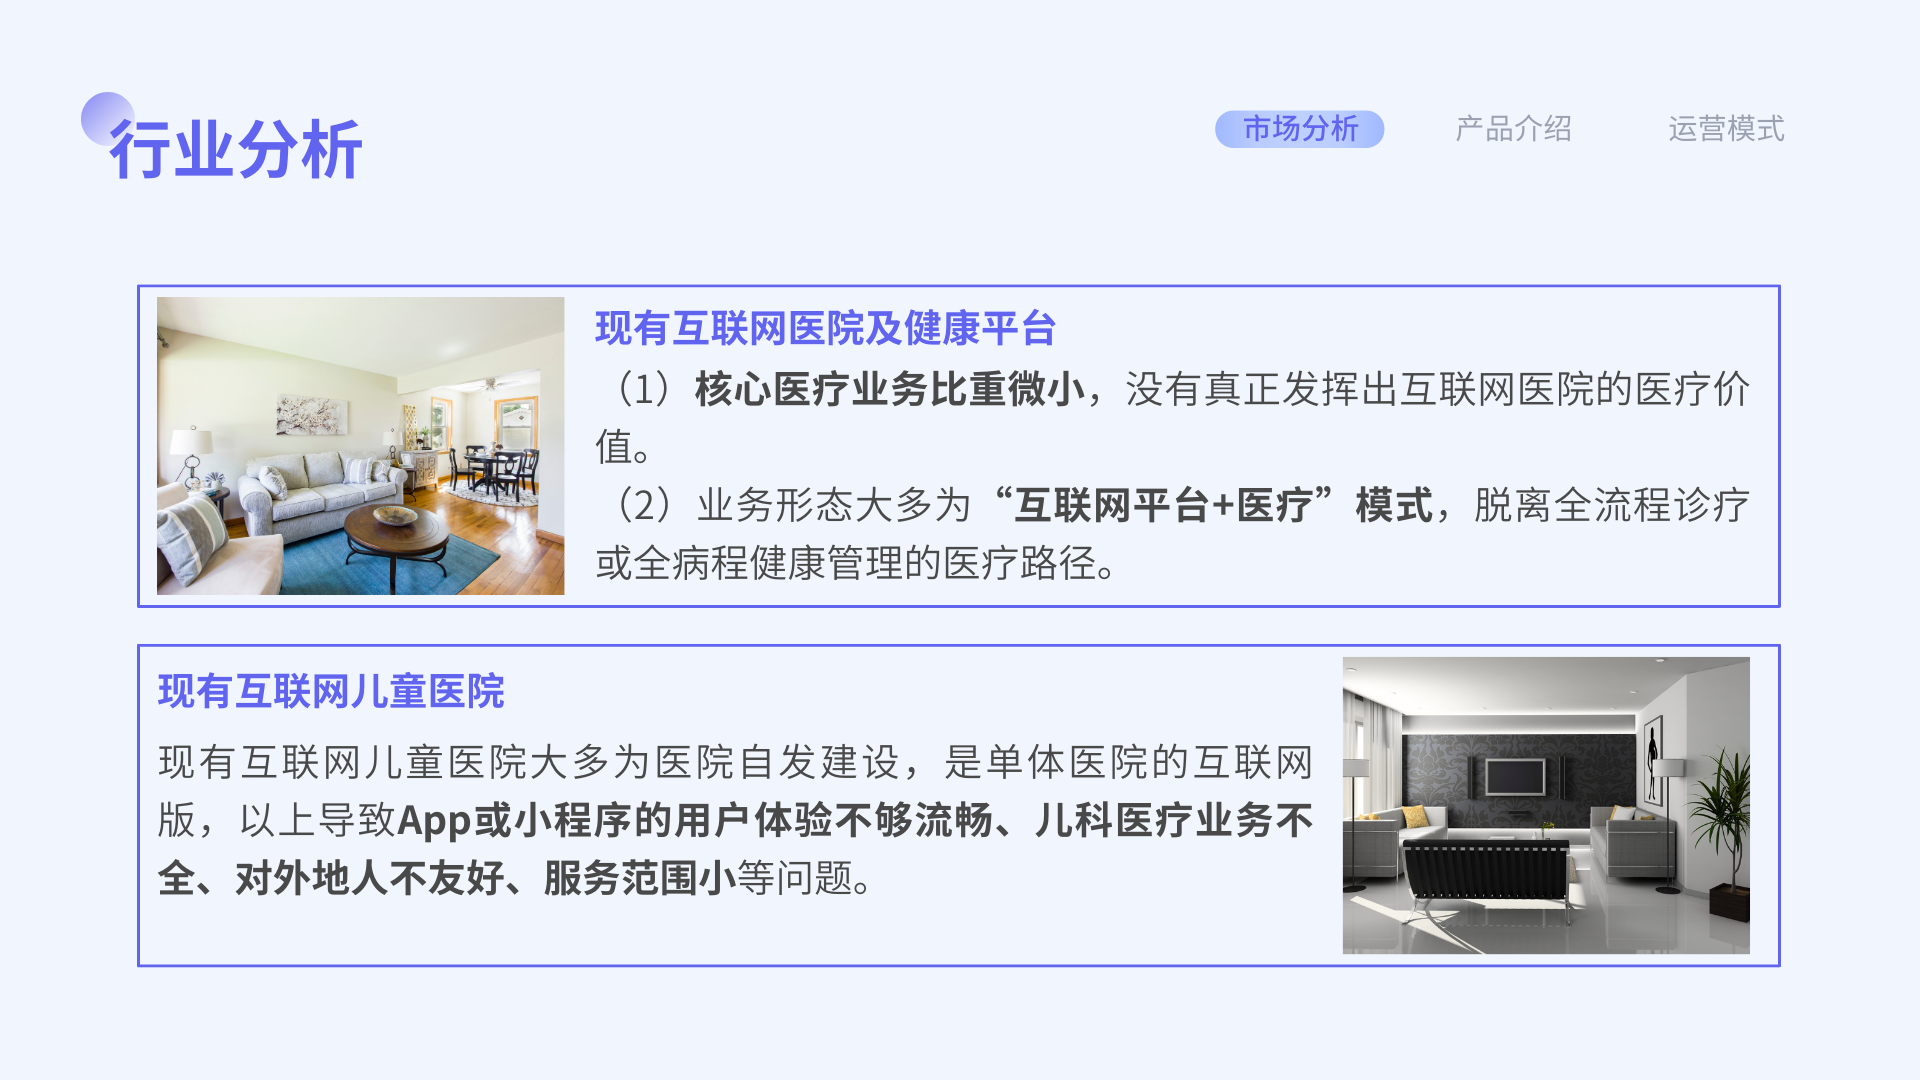 行业分析
市场分析
产品介绍
运营模式
现有互联网医院及健康平台
（1）核心医疗业务比重微小，没有真正发挥出互联网医院的医疗价
值。
（2）业务形态大多为“互联网平台+医疗”模式，脱离全流程诊疗
或全病程健康管理的医疗路径。
现有互联网儿童医院
现有互联网儿童医院大多为医院自发建设，是单体医院的互联网
版，以上导致App或小程序的用户体验不够流畅、儿科医疗业务不
全、对外地人不友好、服务范围小等问题。